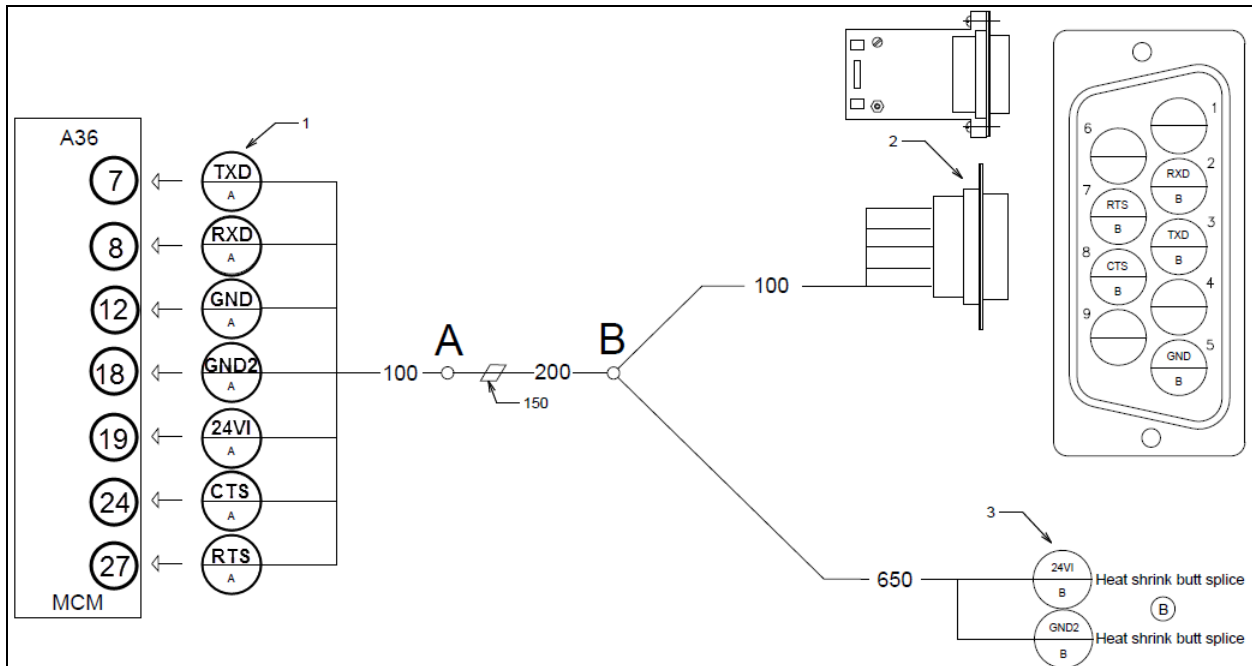 A36
7
TXD
A
8
RXD
A
12
GND
A
18
GND2
A
19
24VI
A
24
CTS
A
27
RTS
A
MCM
1
100
A
200
150
B
100
2
650
3
24VI
B
Heat shrink butt splice
B
GND2
B
Heat shrink butt splice
1
6
2
RXD
B
7
RTS
B
3
TXD
B
8
CTS
B
4
9
5
GND
B